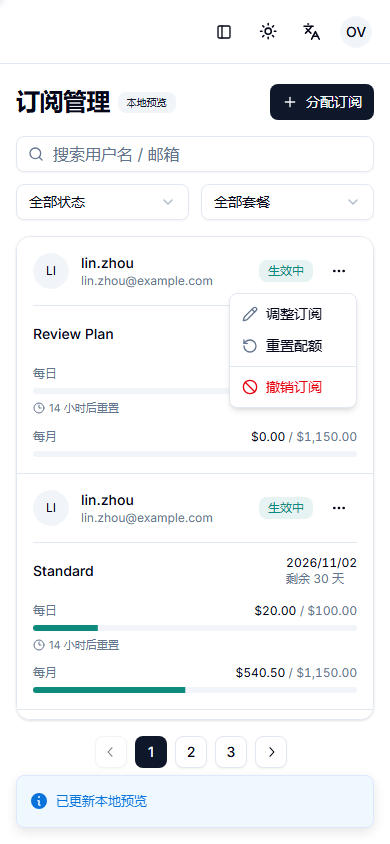 OV
订阅管理 本地预览 分配订阅
搜索用户名 / 邮箱
全部状态 全部套餐
LI lin.zhou 生效中
lin.zhou@example.com
调整订阅
Review Plan
重置配额
每日
撤销订阅
14 小时后重置
每月 $0.00 / $1,150.00
LI lin.zhou 生效中
lin.zhou@example.com
Standard 2026/11/02
剩余 30 天
每日 $20.00 / $100.00
14 小时后重置
每月 $540.50 / $1,150.00
1 2 3
已更新本地预览